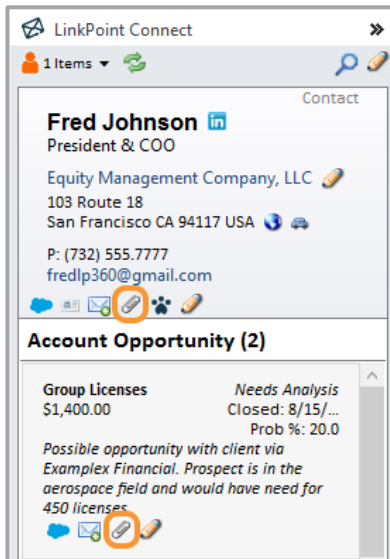 LinkPoint Connect »
1 Items
Contact
Fred Johnson in
President & COO
Equity Management Company, LLC
103 Route 18
San Francisco CA 94117 USA
P: (732) 555.7777
fredlp360@gmail.com
Account Opportunity (2)
Group Licenses Needs Analysis
$1,400.00 Closed: 8/15/...
Prob %: 20.0
Possible opportunity with client via
Examplex Financial. Prospect is in the
aerospace field and would have need for
450 licenses.